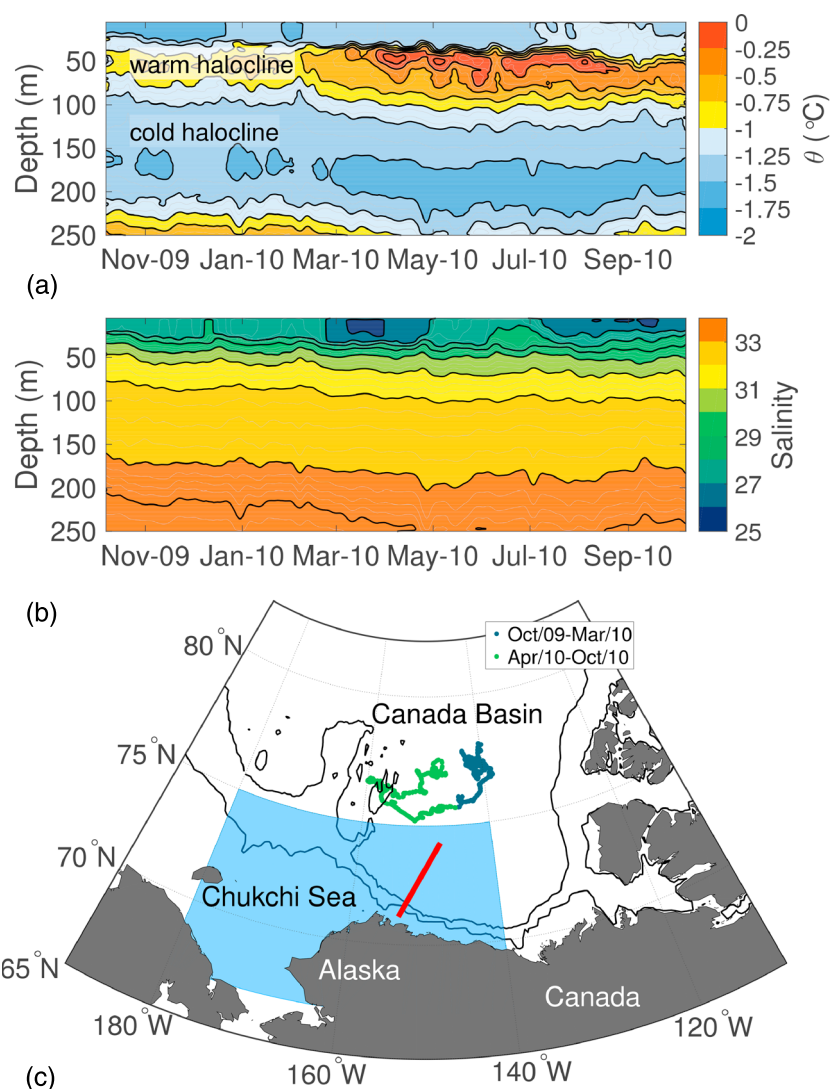 Depth (m)
50
100
150
200
250
warm halocline
cold halocline
Nov-09 Jan-10 Mar-10 May-10 Jul-10 Sep-10
0
-0.25
-0.5
-0.75
-1
-1.25
-1.5
-1.75
-2
θ (°C)
(a)
Depth (m)
50
100
150
200
250
Nov-09 Jan-10 Mar-10 May-10 Jul-10 Sep-10
33
31
29
27
25
Salinity
(b)
Oct/09-Mar/10
Apr/10-Oct/10
80°N
75°N
70°N
65°N
Canada Basin
Chukchi Sea
Alaska
Canada
180°W
160°W
140°W
120°W
(c)